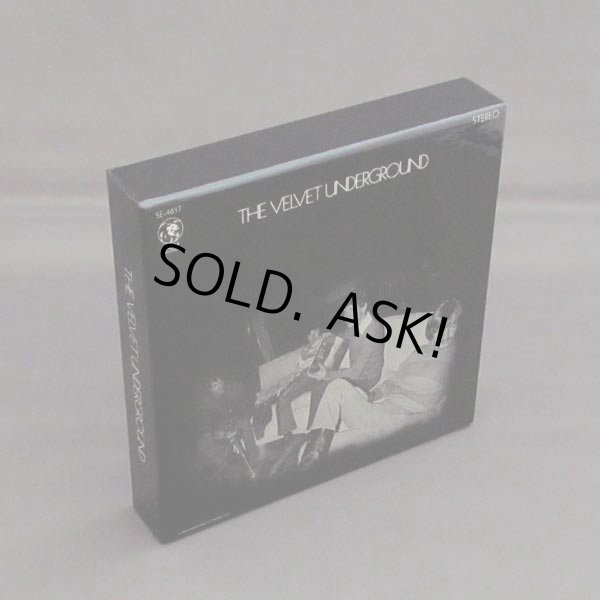 STEREO
THE VELVET UNDERGROUND
SE-4617
SOLD. ASK!
THE VELVET UNDERGROUND